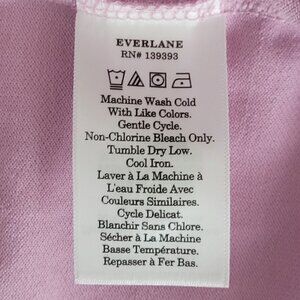 EVERLANE
RN# 139393
Machine Wash Cold
With Like Colors.
Gentle Cycle.
Non-Chlorine Bleach Only.
Tumble Dry Low.
Cool Iron.
Laver à La Machine à
L'eau Froide Avec
Couleurs Similaires.
Cycle Delicat.
Blanchir Sans Chlore.
Sécher à La Machine
Basse Température.
Repasser à Fer Bas.